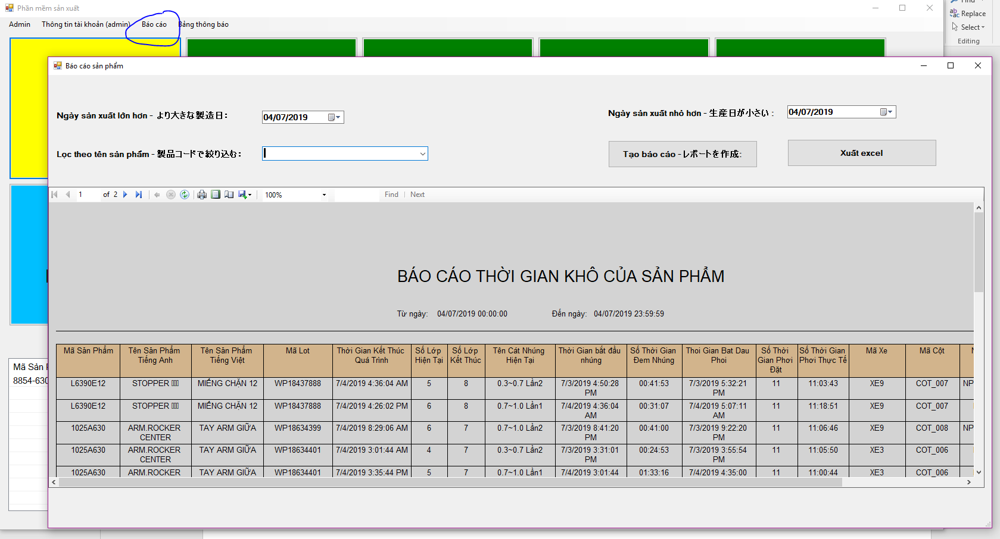 Phần mềm sản xuất
Find
Replace
Select
Editing
Admin Thông tin tài khoản (admin) Báo cáo Bảng thông báo
Báo cáo sản phẩm
Ngày sản xuất lớn hơn - より大きな製造日: 04/07/2019
Ngày sản xuất nhỏ hơn - 生産日が小さい : 04/07/2019
Lọc theo tên sản phẩm - 製品コードで絞り込む:
Tạo báo cáo - レポートを作成:
Xuất excel
1 of 2 100% Find | Next
BÁO CÁO THỜI GIAN KHÔ CỦA SẢN PHẨM
Từ ngày: 04/07/2019 00:00:00 Đến ngày: 04/07/2019 23:59:59
Mã Sản Phẩm Tên Sản Phẩm Tiếng Anh Tên Sản Phẩm Tiếng Việt Mã Lot Thời Gian Kết Thúc Quá Trình Số Lớp Hiện Tại Số Lớp Kết Thúc Tên Cát Nhúng Hiện Tại Thời Gian bắt đầu nhúng Số Thời Gian Đem Nhúng Thoi Gian Bat Dau Phoi Số Thời Gian Phơi Đặt Số Thời Gian Phơi Thực Tế Mã Xe Mã Cột
L6390E12 STOPPER MIẾNG CHẶN 12 WP18437888 7/4/2019 4:36:04 AM 5 8 0.3~0.7 Lần2 7/3/2019 4:50:28 PM 00:41:53 7/3/2019 5:32:21 PM 11 11:03:43 XE9 COT_007 NP
L6390E12 STOPPER MIẾNG CHẶN 12 WP18437888 7/4/2019 4:26:02 PM 6 8 0.7~1.0 Lần1 7/4/2019 4:36:04 AM 00:31:07 7/4/2019 5:07:11 AM 11 11:18:51 XE9 COT_007
1025A630 ARM.ROCKER CENTER TAY ARM GIỮA WP18634399 7/4/2019 8:29:06 AM 6 7 0.7~1.0 Lần2 7/3/2019 8:41:20 PM 00:41:00 7/3/2019 9:22:20 PM 11 11:06:46 XE9 COT_008 NP
1025A630 ARM.ROCKER CENTER TAY ARM GIỮA WP18634401 7/4/2019 3:01:44 AM 4 7 0.3~0.7 Lần2 7/3/2019 3:31:01 PM 00:24:53 7/3/2019 3:55:54 PM 11 11:05:50 XE3 COT_006
1025A630 ARM.ROCKER TAY ARM GIỮA WP18634401 7/4/2019 3:35:44 PM 5 7 0.7~1.0 Lần1 7/4/2019 3:01:44 01:33:16 7/4/2019 4:35:00 11 11:00:44 XE3 COT_006
Mã Sản
8854-630